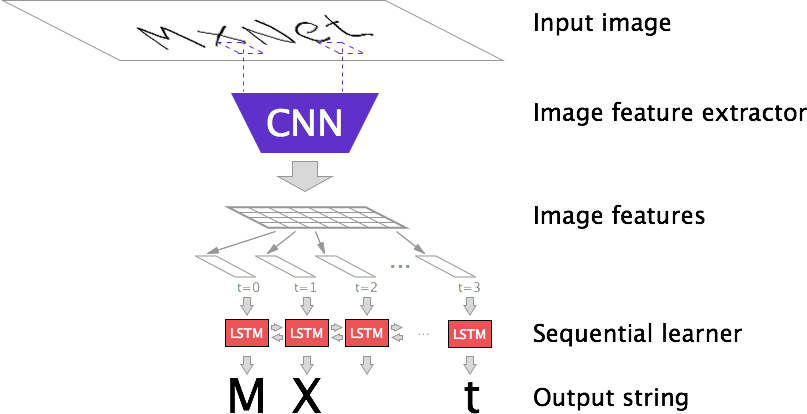 MxNet
Input image
CNN
Image feature extractor
Image features
...
t=0 t=1 t=2 t=3
LSTM LSTM LSTM ... LSTM
Sequential learner
M X t
Output string